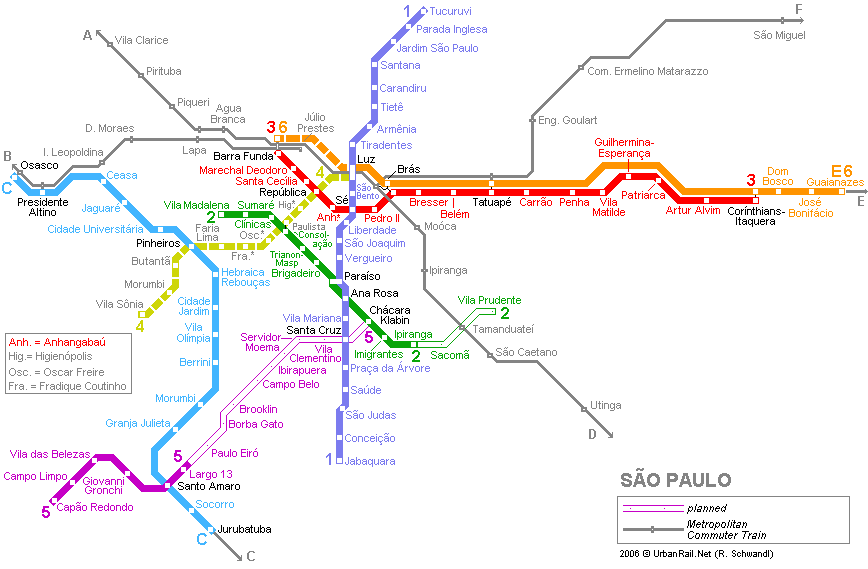 1
Tucuruvi
Parada Inglesa
Jardim São Paulo
Santana
Carandiru
Tietê
Armênia
Tiradentes
F
São Miguel
Com. Ermelino Matarazzo
Eng. Goulart
A
Vila Clarice
Pirituba
Piqueri
Agua
Branca
Júlio
Prestes
3 6
D. Moraes
Lapa
L. Leopoldina
Barra Funda
B
Osasco
C
Presidente
Altino
Ceasa
Jaguaré
Cidade Universitária
Pinheiros
Marechal Deodoro
Santa Cecília
República
4
Luz
São
Bento
Sé
Anh*
Pedro II
Brás
Bresser
Belém
Tatuapé
Carrão
Penha
Vila
Matilde
Guilhermina-
Esperança
Patriarca
Artur Alvim
3
Corínthians-
Itaquera
Dom
Bosco
José
Bonifácio
E6
Guaianazes
E
Vila Madalena
2
Sumaré
Clínicas
Hig*
Osc.*
Fra.*
Faria
Lima
Paulista
Consol-
ação
Trianon-
Masp
Brigadeiro
Liberdade
São Joaquim
Vergueiro
Paraíso
Ana Rosa
Moóca
Ipiranga
Butantã
Morumbi
Vila Sônia
4
Hebraica
Rebouças
Cidade
Jardim
Vila
Olímpia
Berrini
Morumbi
Granja Julieta
Vila Mariana
Santa Cruz
Chácara
Klabin
5
Ipiranga
Imigrantes
2
Sacomã
Vila Prudente
2
Tamanduateí
São Caetano
Utinga
D
Servidor
Moema
Vila
Clementino
Ibirapuera
Campo Belo
Brooklin
Borba Gato
Paulo Eiró
Praça da Árvore
Saúde
São Judas
Conceição
1
Jabaquara
Anh. = Anhangabaú
Hig.= Higienópolis
Osc. = Oscar Freire
Fra. = Fradique Coutinho
Vila das Belezas
Campo Limpo
Giovanni
Gronchi
5
Capão Redondo
5
Largo 13
Santo Amaro
Socorro
C
Jurubatuba
C
SÃO PAULO
planned
Metropolitan
Commuter Train
2006 © UrbanRail.Net (R. Schwandl)